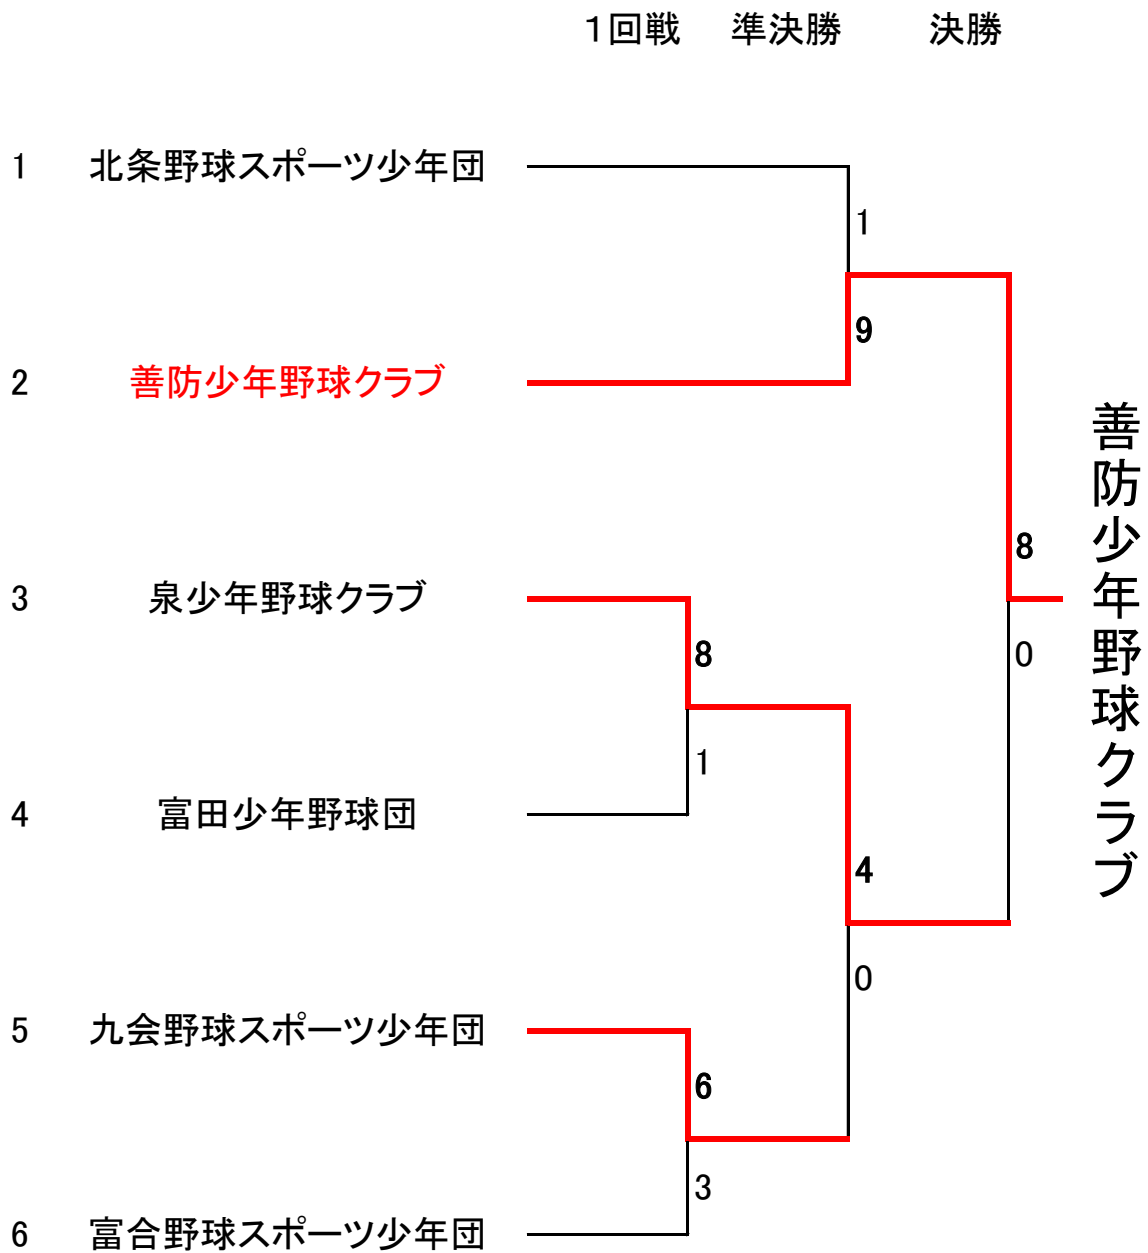 1回戦 準決勝 決勝
1 北条野球スポーツ少年団
1
9
2 善防少年野球クラブ
善防少年野球クラブ
8
3 泉少年野球クラブ
8
0
1
4 富田少年野球団
4
0
5 九会野球スポーツ少年団
6
3
6 富合野球スポーツ少年団